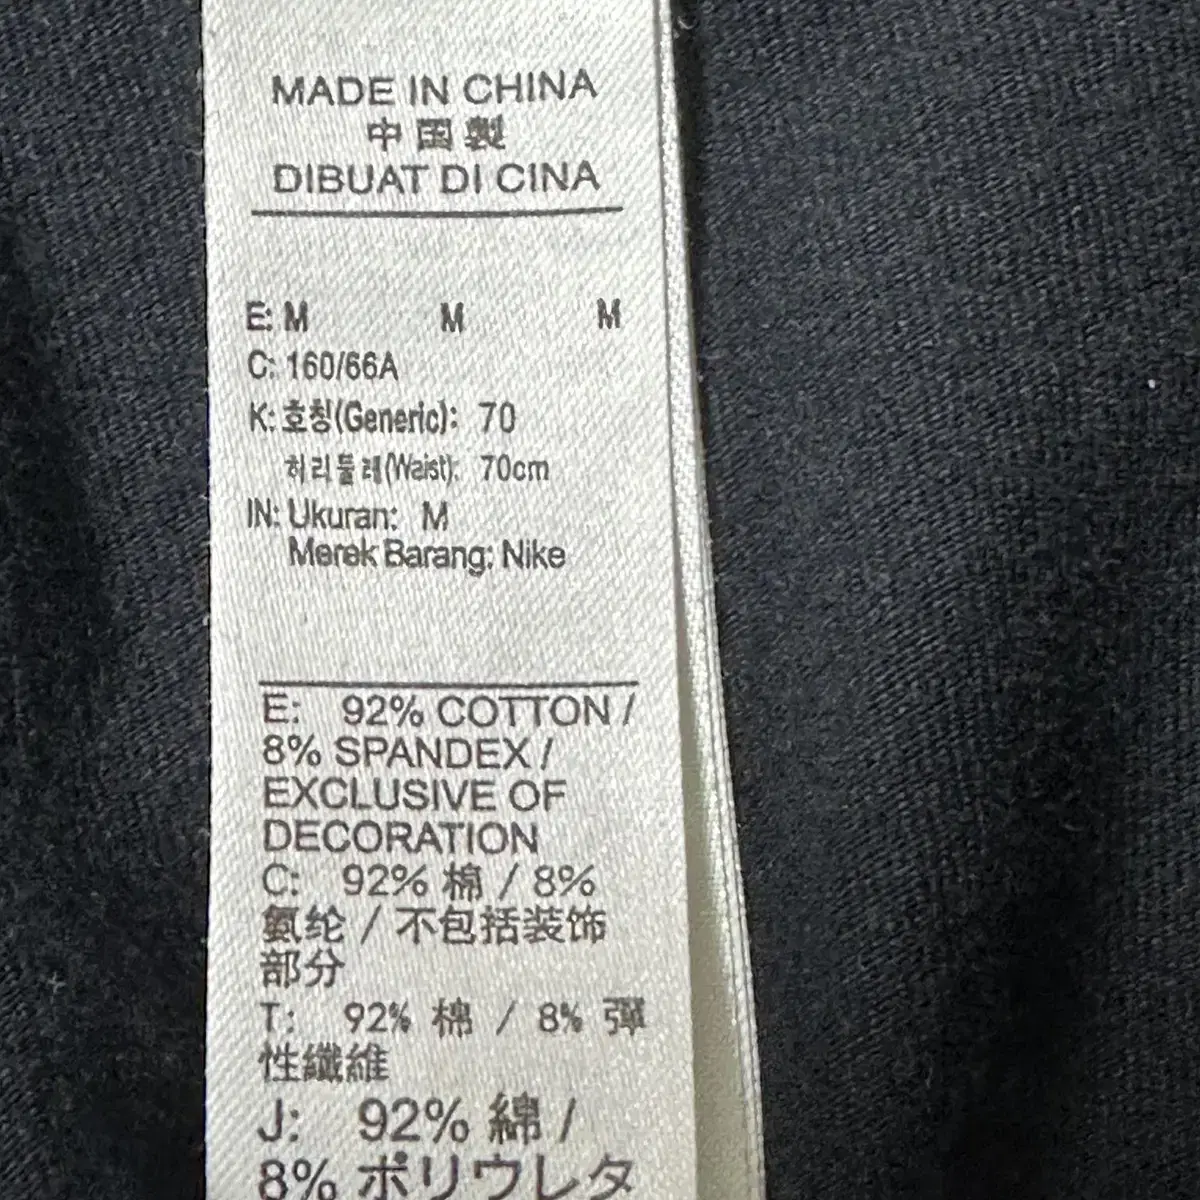 MADE IN CHINA
中国製
DIBUAT DI CINA
E: M M M
C: 160/66A
K: 호칭(Generic): 70
허리둘레(Waist): 70cm
IN: Ukuran: M
Merek Barang: Nike
E: 92% COTTON /
8% SPANDEX /
EXCLUSIVE OF
DECORATION
C: 92% 棉 / 8%
氨纶 / 不包括装饰
部分
T: 92% 棉 / 8% 彈
性纖維
J: 92% 綿 /
8% ポリウレタ